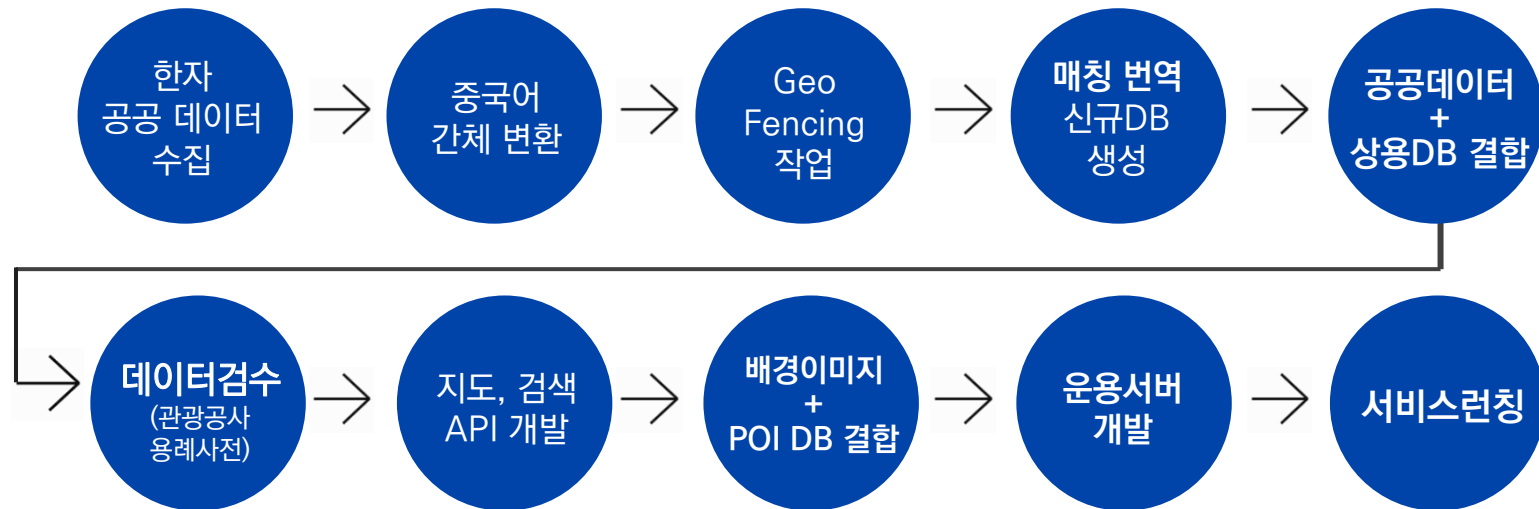 한자
공공 데이터
수집
중국어
간체 변환
Geo
Fencing
작업
매칭 번역
신규DB
생성
공공데이터
+
상용DB 결합
데이터검수
(관광공사
용례사전)
지도, 검색
API 개발
배경이미지
+
POI DB 결합
운용서버
개발
서비스런칭